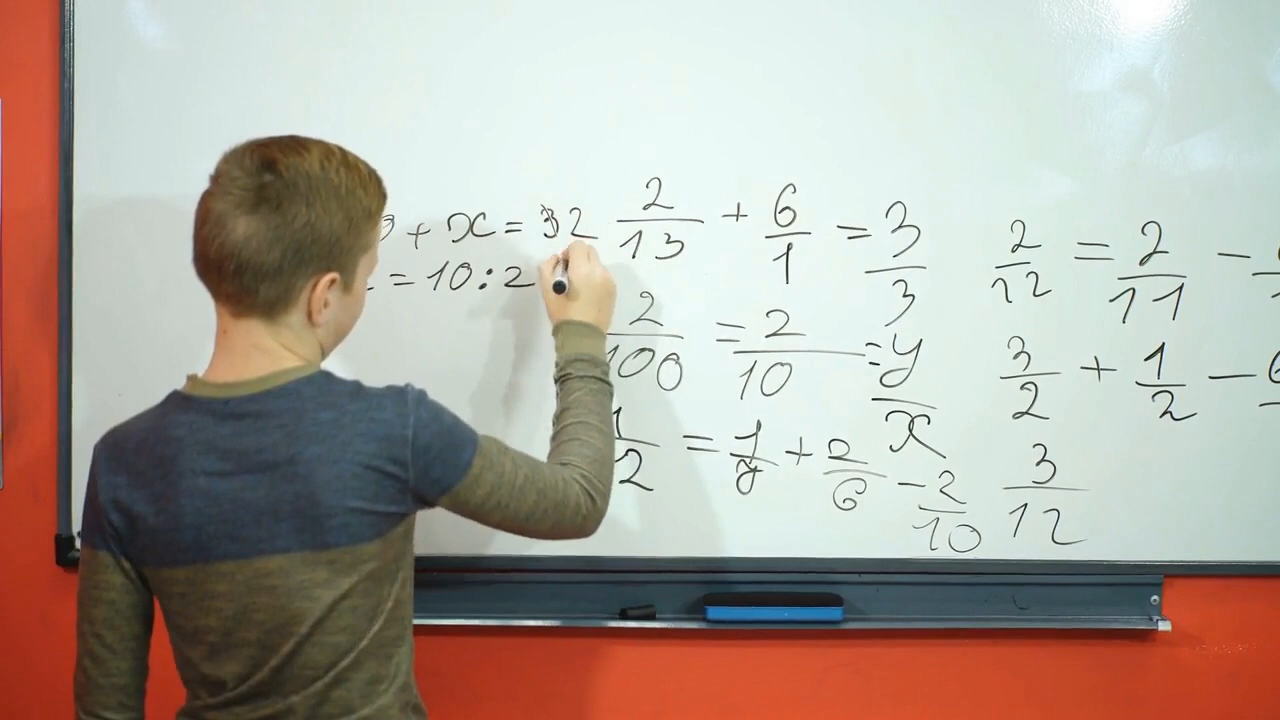 + x = 32
= 10 : 2
2/13 + 6/1 = 3/3
2/100 = 2/10 = y/x
1/2 = 1/y + 2/6 - 2/10
2/12 = 2/11 -
3/2 + 1/2 - 6
3/12